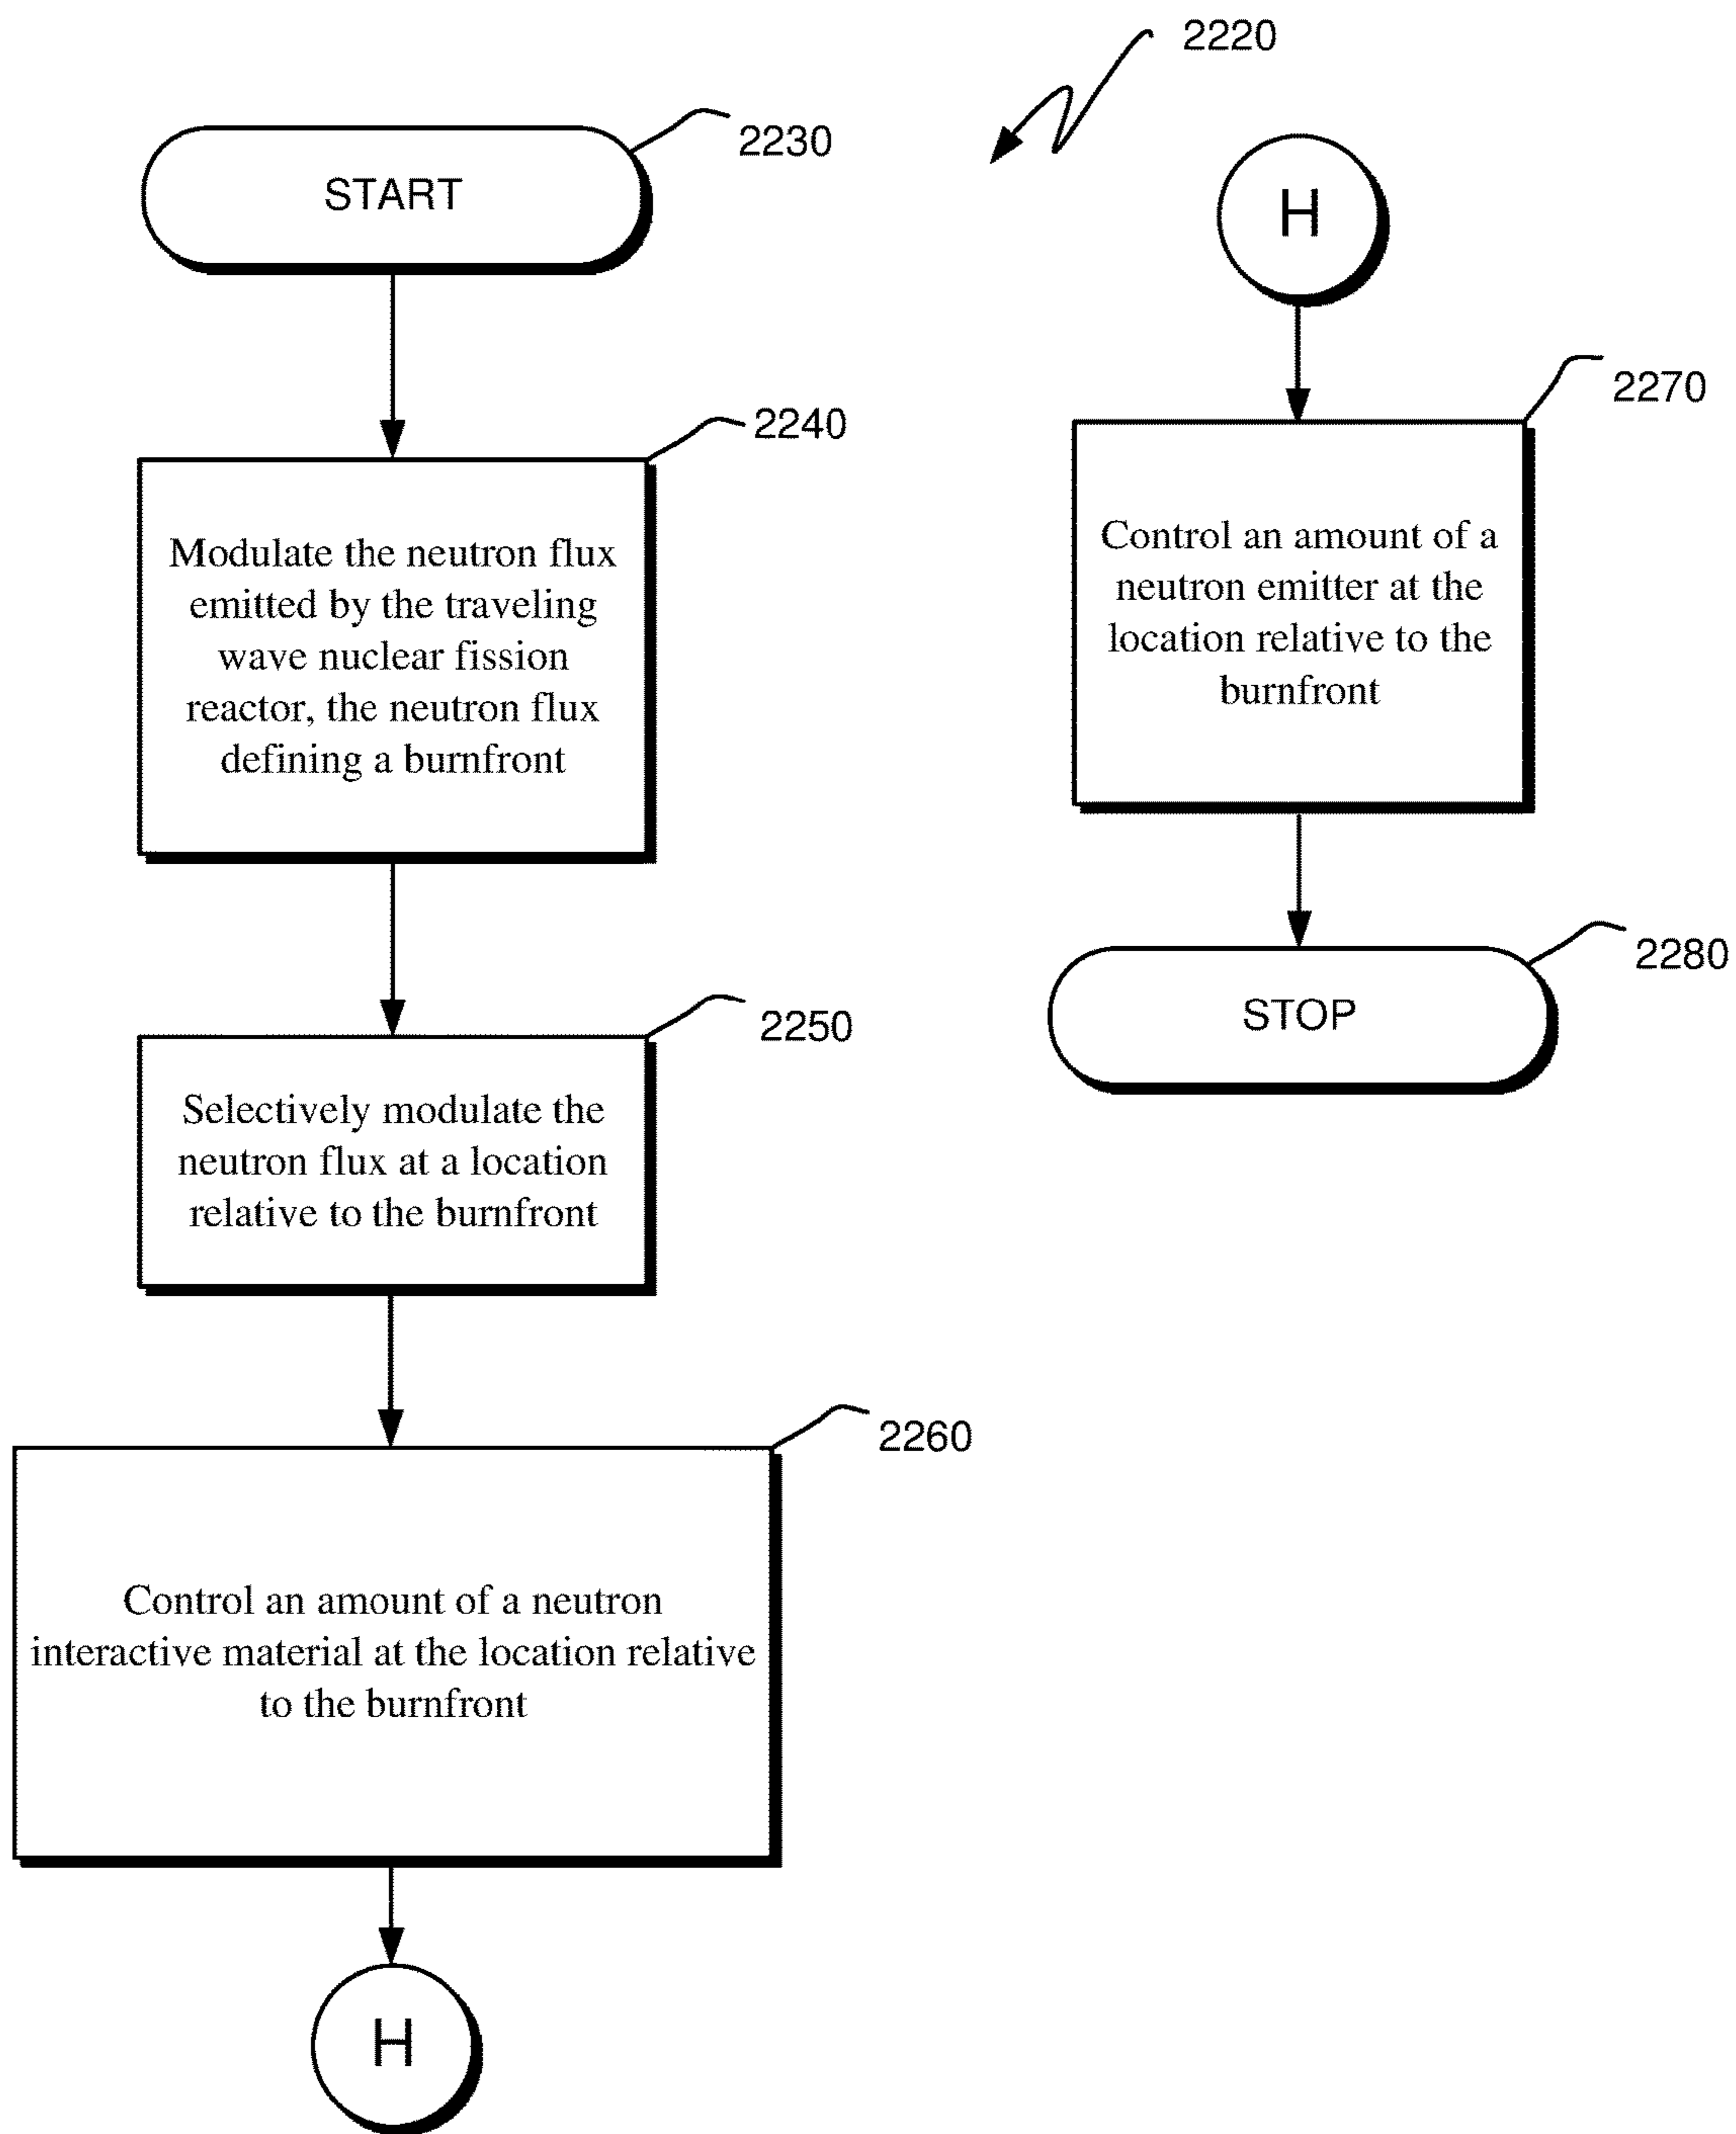 2220
2230
START
2240
Modulate the neutron flux
emitted by the traveling
wave nuclear fission
reactor, the neutron flux
defining a burnfront
2250
Selectively modulate the
neutron flux at a location
relative to the burnfront
2260
Control an amount of a neutron
interactive material at the location relative
to the burnfront
H
H
2270
Control an amount of a
neutron emitter at the
location relative to the
burnfront
2280
STOP